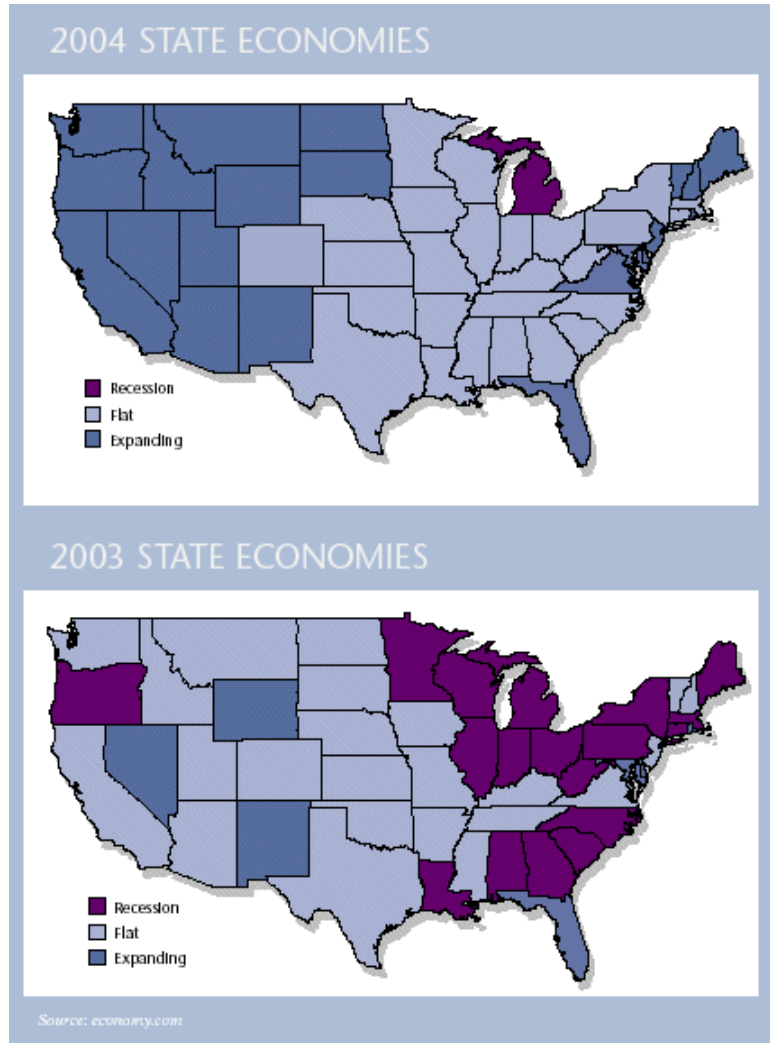 2004 STATE ECONOMIES
Recession
Flat
Expanding
2003 STATE ECONOMIES
Recession
Flat
Expanding
Source: economy.com